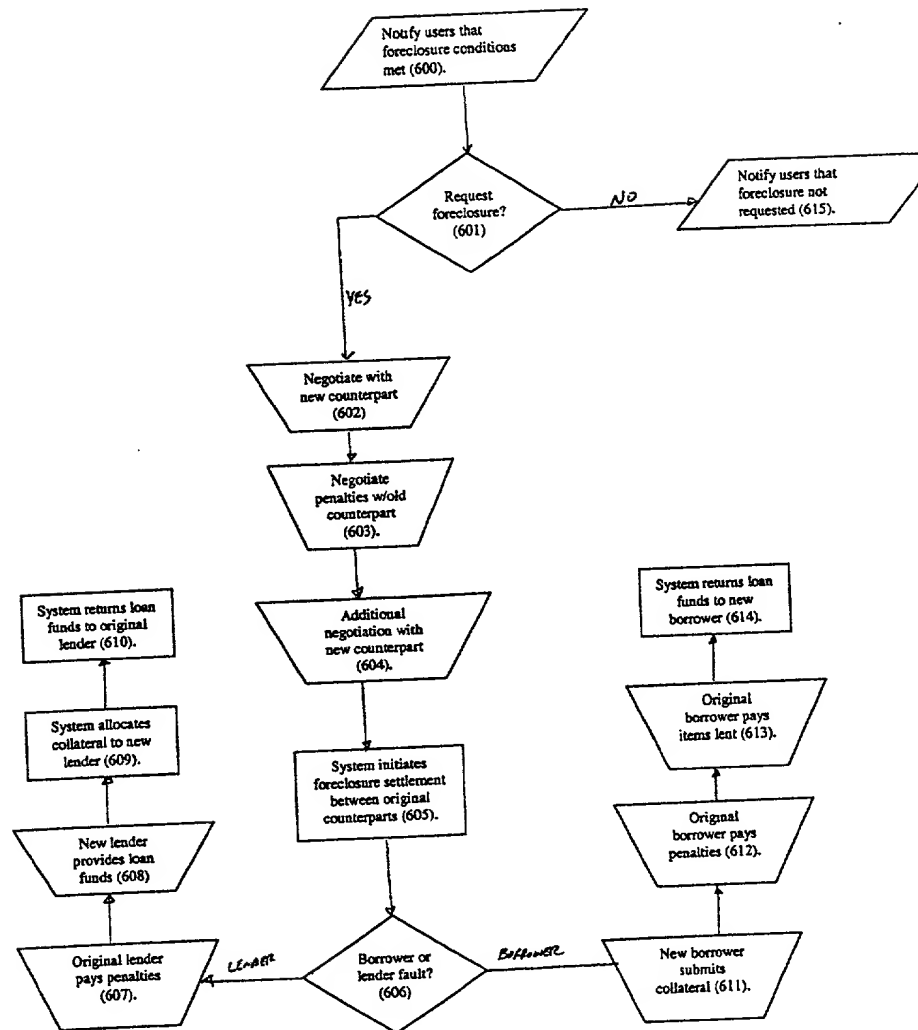 Notify users that
foreclosure conditions
met (600).
Request
foreclosure?
(601)
NO
Notify users that
foreclosure not
requested (615).
YES
Negotiate with
new counterpart
(602)
Negotiate
penalties w/old
counterpart
(603).
Additional
negotiation with
new counterpart
(604).
System initiates
foreclosure settlement
between original
counterparts (605).
Borrower or
lender fault?
(606)
LENDER
Original lender
pays penalties
(607).
New lender
provides loan
funds (608)
System allocates
collateral to new
lender (609).
System returns loan
funds to original
lender (610).
BORROWER
New borrower
submits
collateral (611).
Original
borrower pays
penalties (612).
Original
borrower pays
items lent (613).
System returns loan
funds to new
borrower (614).